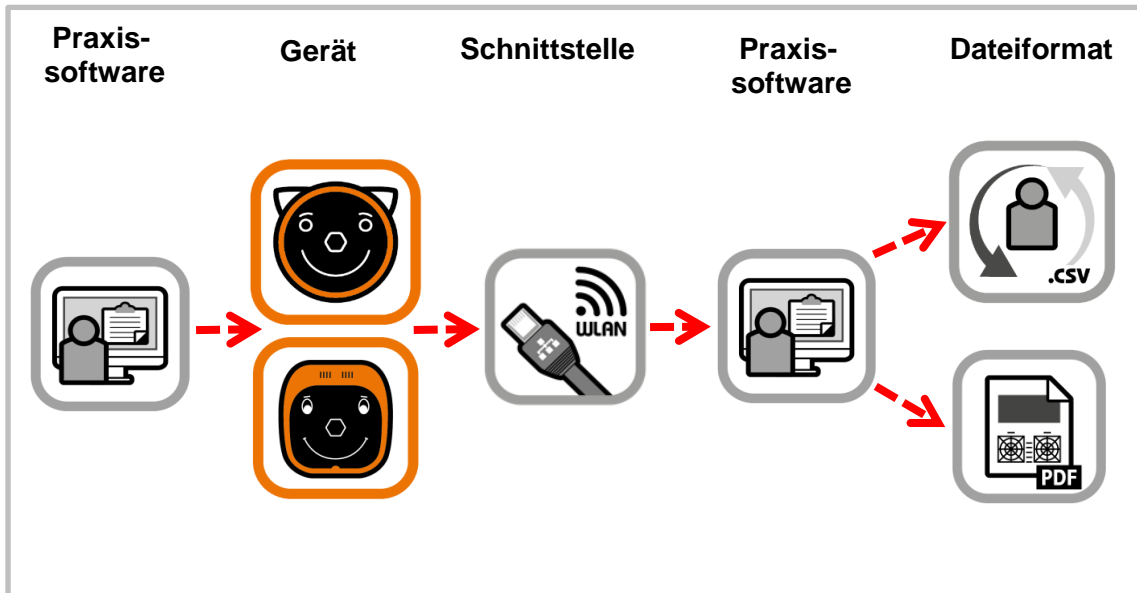 Praxis-
software
Gerät
Schnittstelle
Praxis-
software
Dateiformat
.CSV
WLAN
PDF